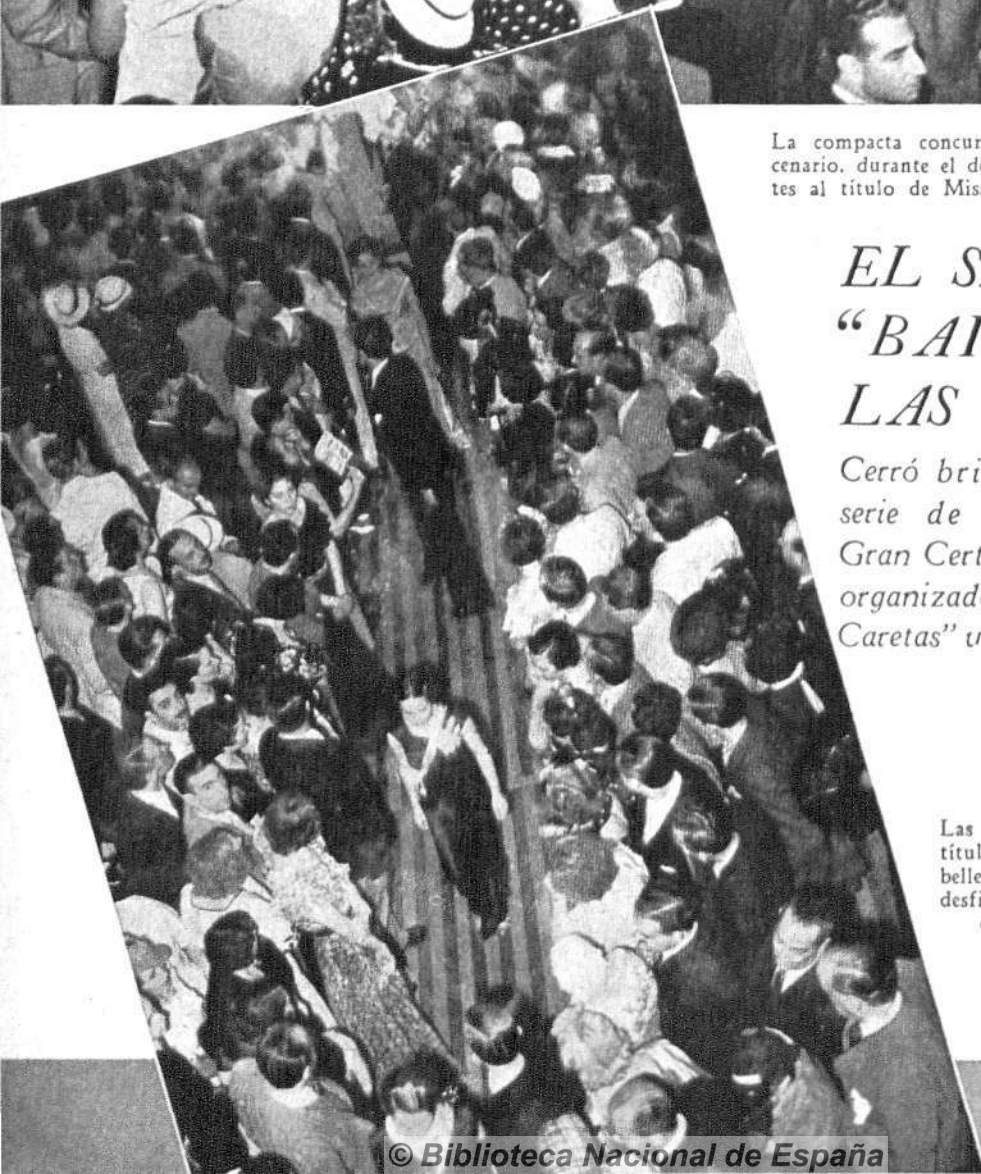 La compacta concur
cenario, durante el de
tes al título de Mis
EL S
"BAI
LAS
Cerró bri
serie de
Gran Cert
organizad
Caretas" u
Las
títul
belle
desfi
© Biblioteca Nacional de España